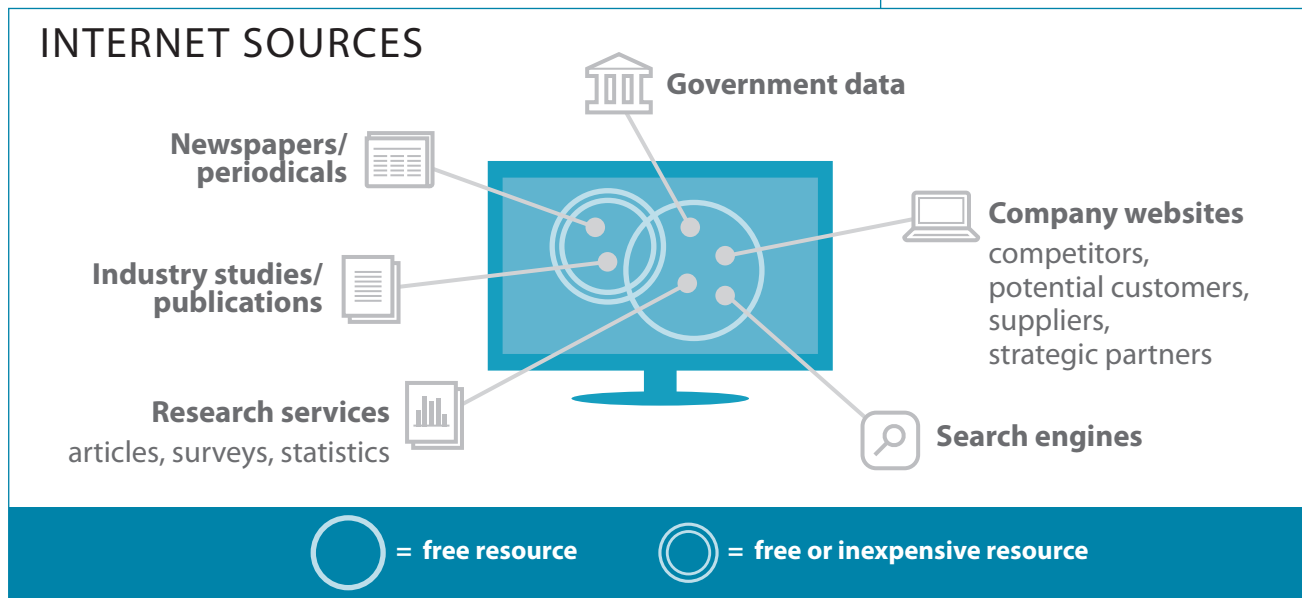 INTERNET SOURCES
Government data
Newspapers/
periodicals
Company websites
competitors,
potential customers,
suppliers,
strategic partners
Industry studies/
publications
Research services
articles, surveys, statistics
Search engines
= free resource
= free or inexpensive resource